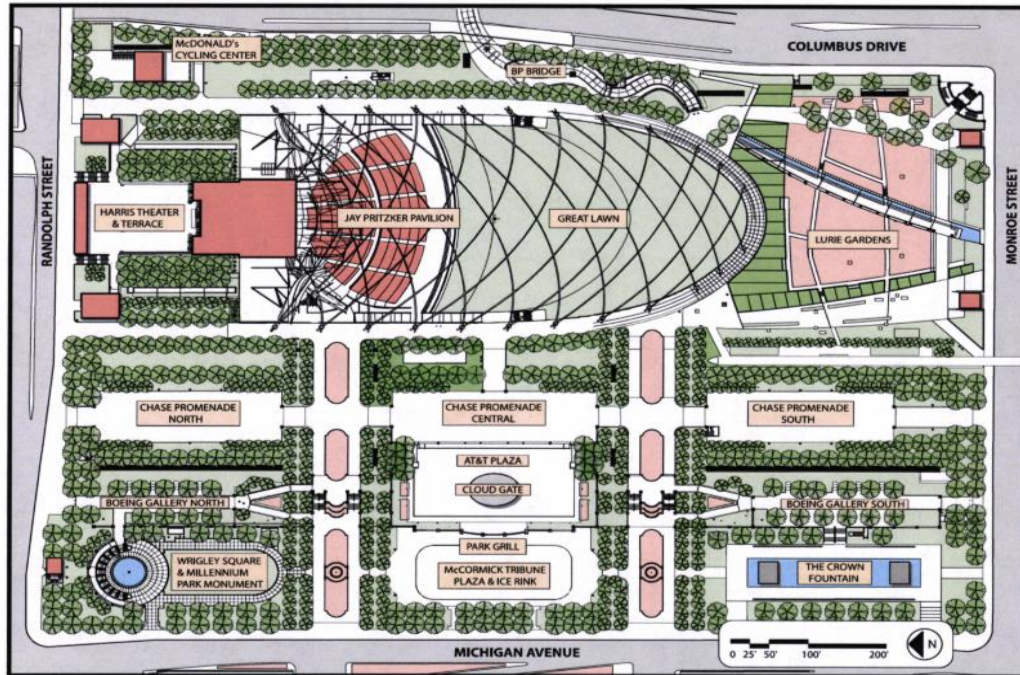 McDONALD's
CYCLING CENTER
COLUMBUS DRIVE
BP BRIDGE
RANDOLPH STREET
HARRIS THEATER
& TERRACE
JAY PRITZKER PAVILION
GREAT LAWN
LURIE GARDENS
MONROE STREET
CHASE PROMENADE
NORTH
CHASE PROMENADE
CENTRAL
CHASE PROMENADE
SOUTH
AT&T PLAZA
CLOUD GATE
BOEING GALLERY NORTH
BOEING GALLERY SOUTH
PARK GRILL
WRIGLEY SQUARE
& MILLENNIUM
PARK MONUMENT
McCORMICK TRIBUNE
PLAZA & ICE RINK
THE CROWN
FOUNTAIN
MICHIGAN AVENUE
0 25' 50' 100' 200'
N